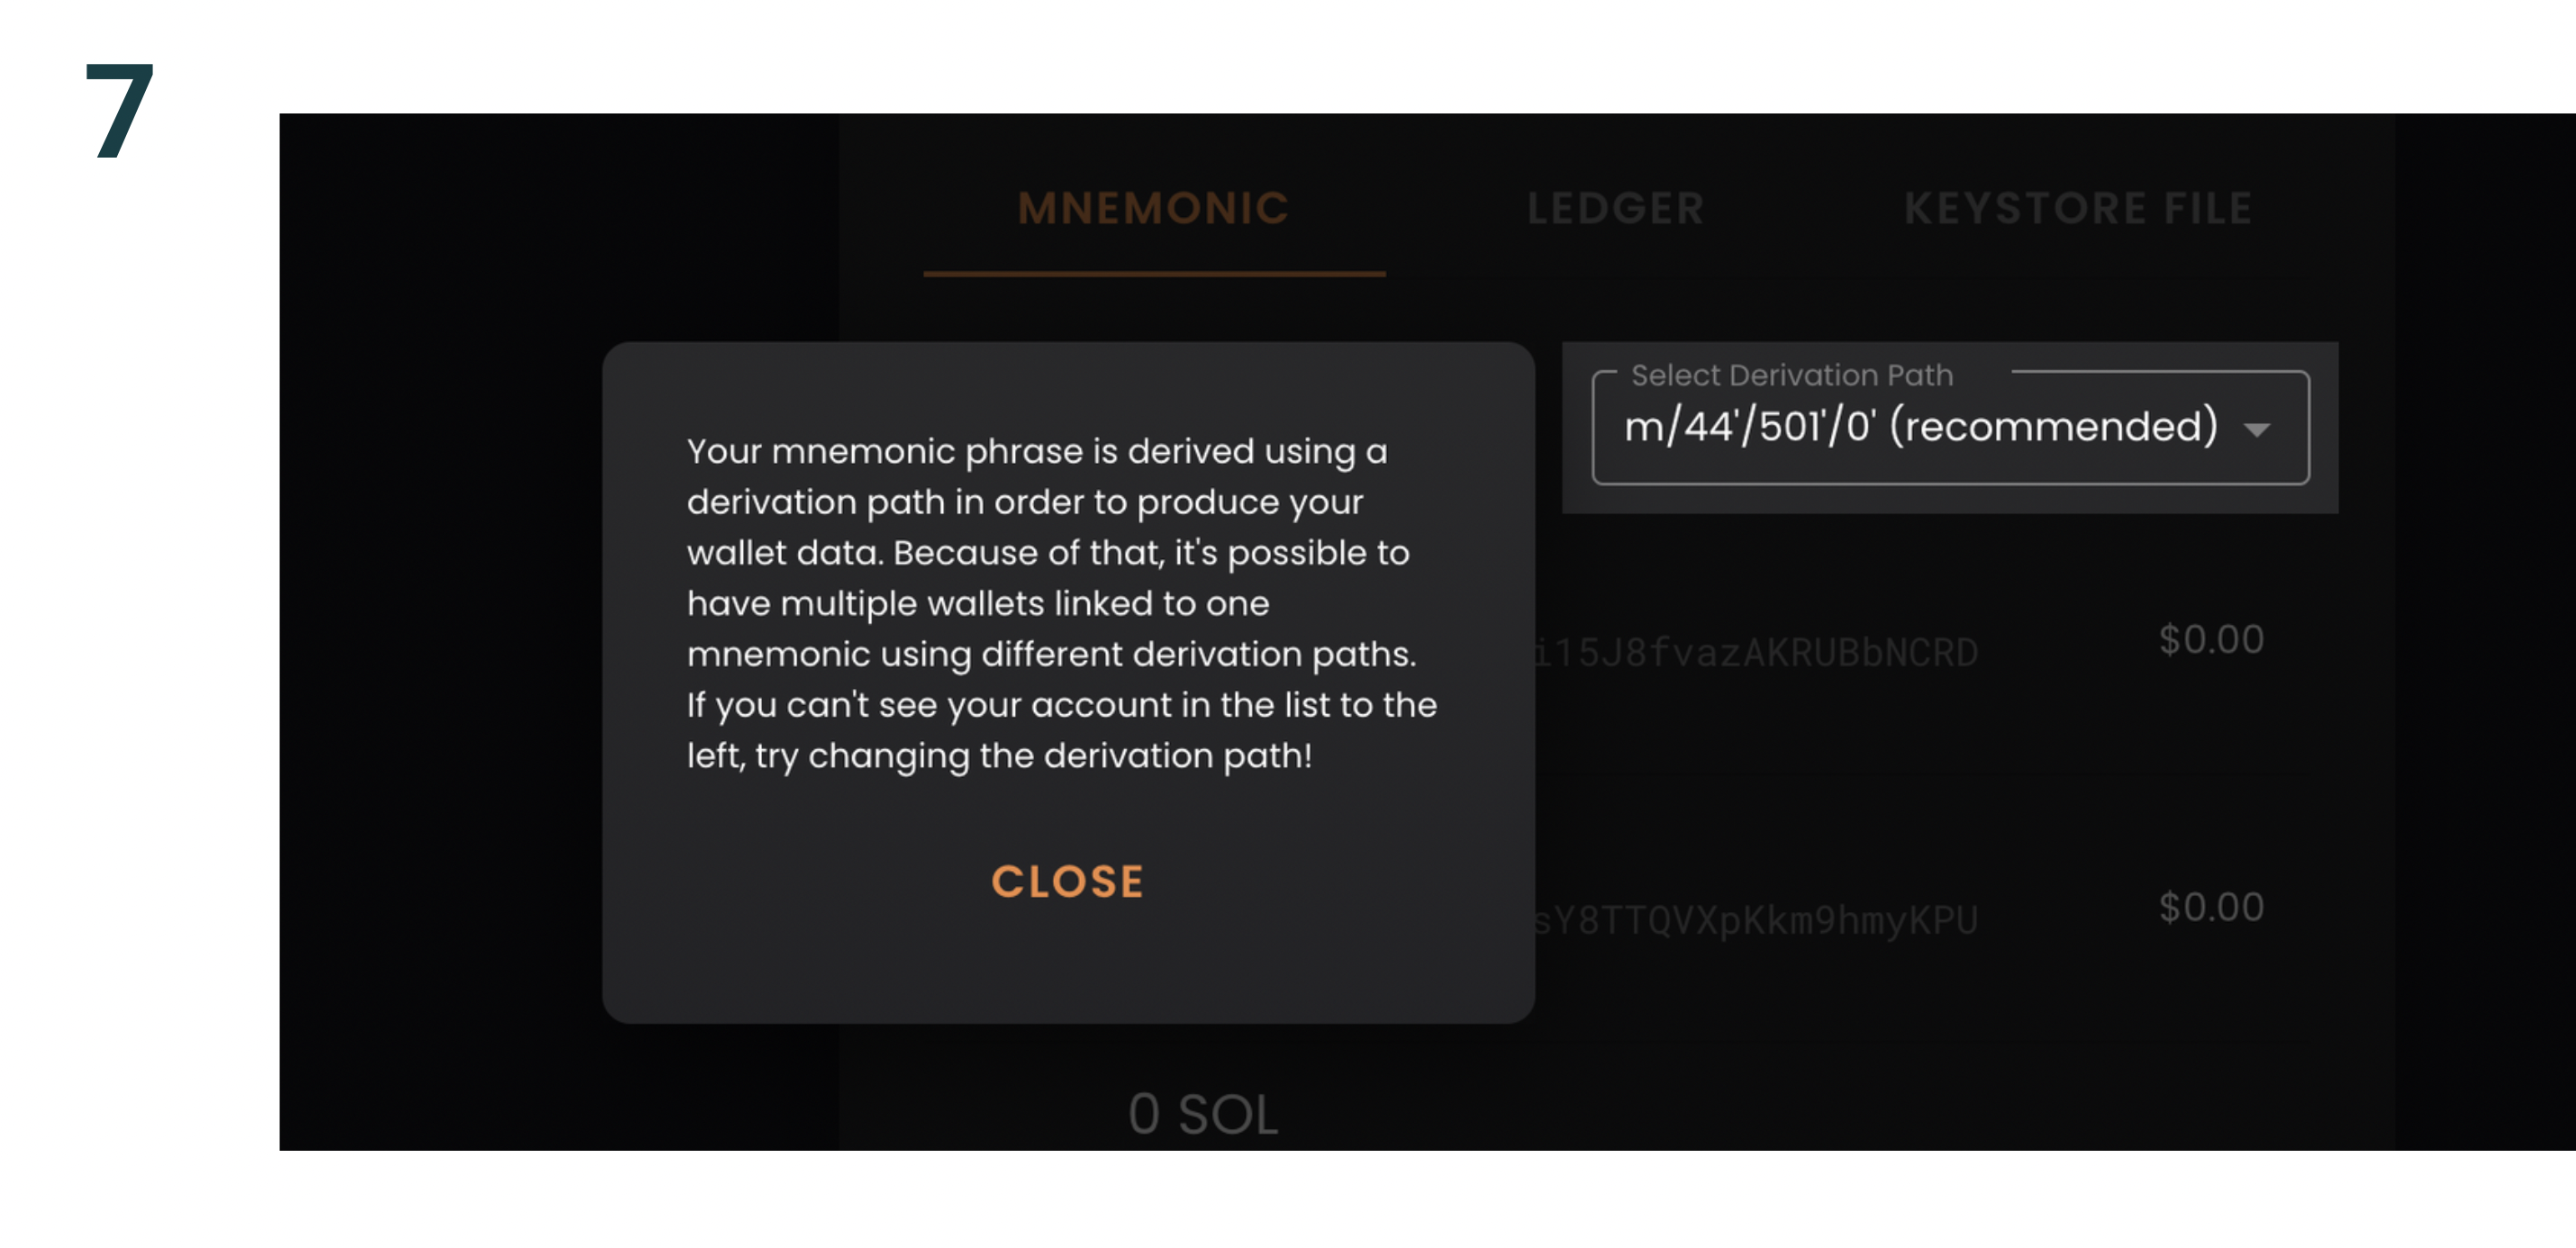 7
MNEMONIC
LEDGER
KEYSTORE FILE
Select Derivation Path
m/44'/501'/0' (recommended)
Your mnemonic phrase is derived using a
derivation path in order to produce your
wallet data. Because of that, it's possible to
have multiple wallets linked to one
mnemonic using different derivation paths.
If you can't see your account in the list to the
left, try changing the derivation path!
CLOSE
i15J8fvazAKRUBbNCRD
$0.00
sY8TTQVXpKkm9hmyKPU
$0.00
0 SOL